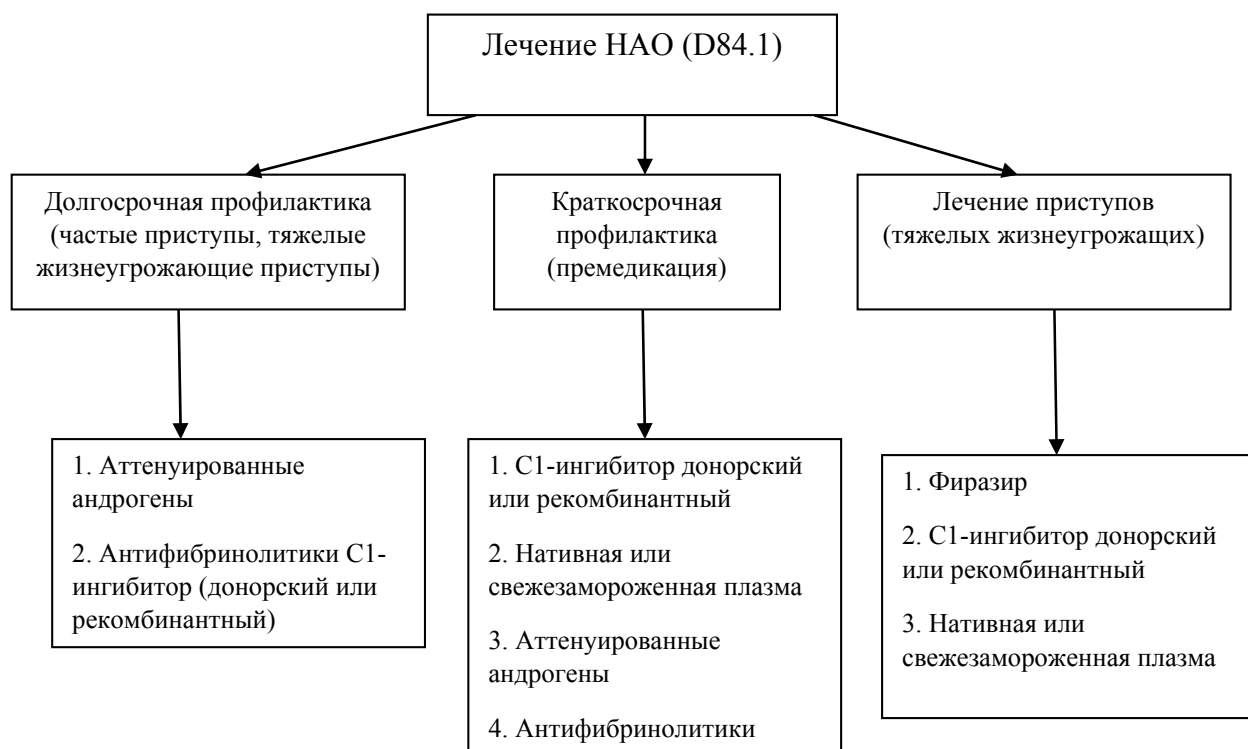 Лечение НАО (D84.1)
Долгосрочная профилактика
(частые приступы, тяжелые
жизнеугрожающие приступы)
Краткосрочная
профилактика
(премедикация)
Лечение приступов
(тяжелых жизнеугрожащих)
1. Аттенуированные
андрогены
2. Антифибринолитики С1-
ингибитор (донорский или
рекомбинантный)
1. С1-ингибитор донорский
или рекомбинантный
2. Нативная или
свежезамороженная плазма
3. Аттенуированные
андрогены
4. Антифибринолитики
1. Фиразир
2. С1-ингибитор донорский
или рекомбинантный
3. Нативная или
свежезамороженная плазма